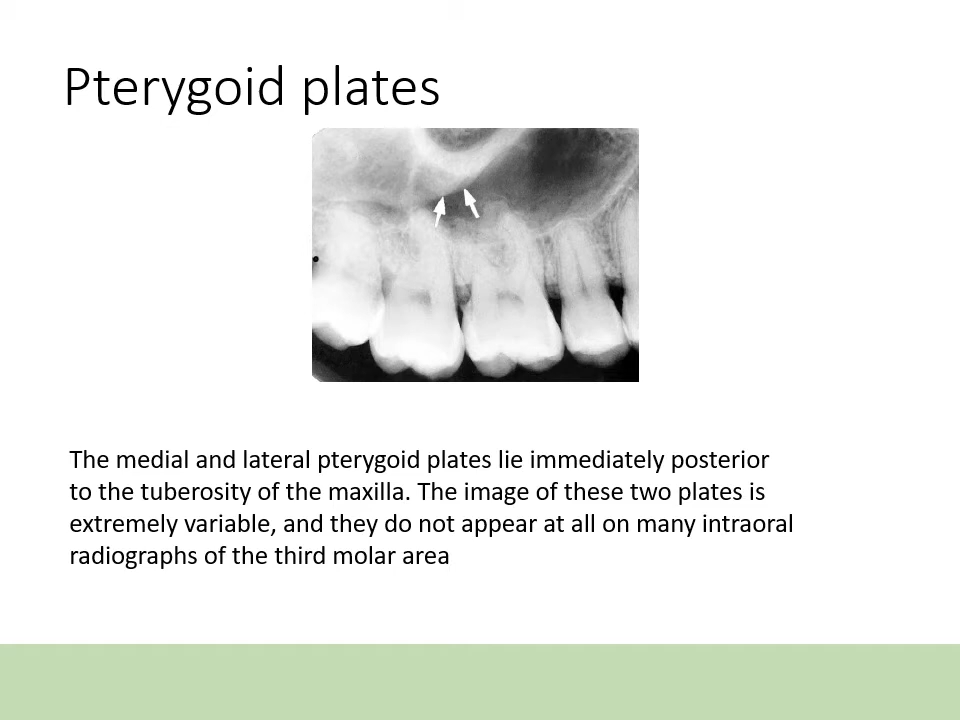 Pterygoid plates
The medial and lateral pterygoid plates lie immediately posterior
to the tuberosity of the maxilla. The image of these two plates is
extremely variable, and they do not appear at all on many intraoral
radiographs of the third molar area